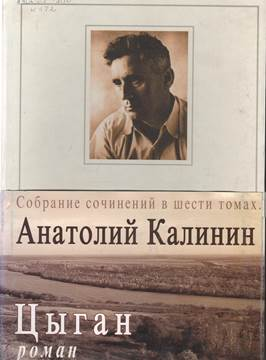 Собрание сочинений в шести томах.
Анатолий Калинин
Цыган
роман